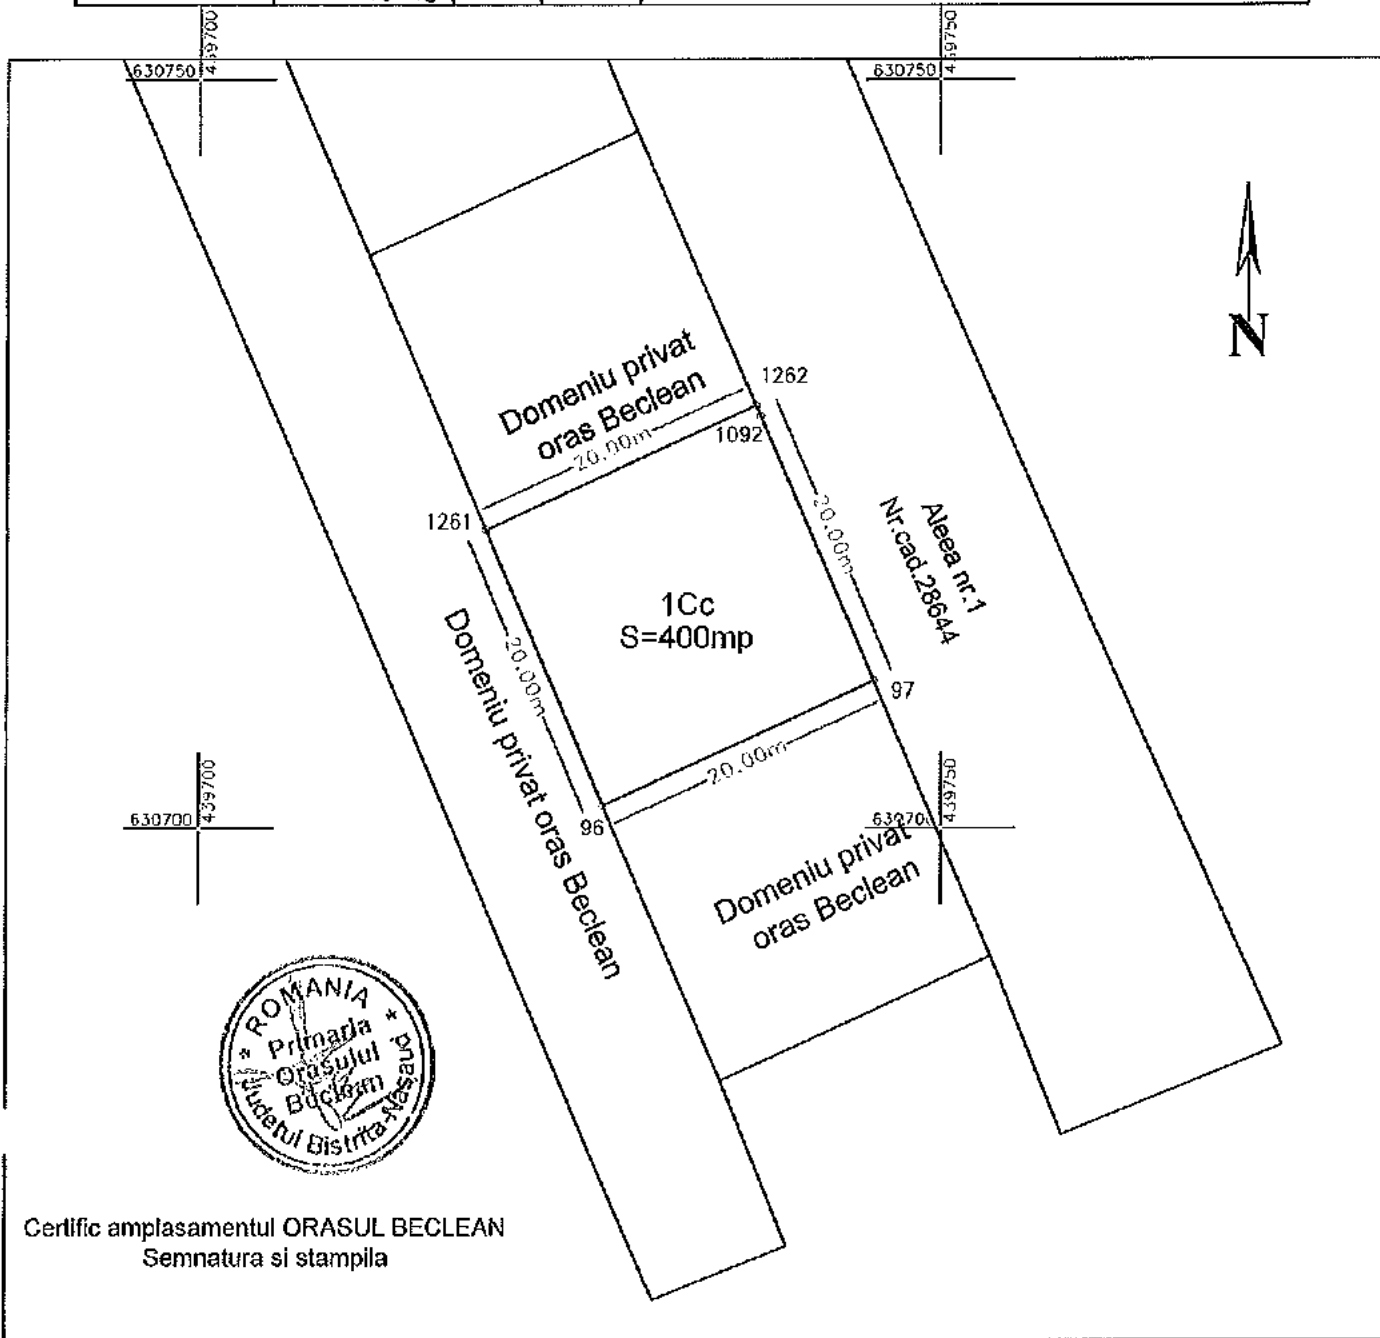 439700
630750
439750
630750
N
Domeniu privat
oras Beclean
20.00m
1262
1092
1261
20.00m
Aleea nr.1
Nr.cad.28644
1Cc
S=400mp
20.00m
Domeniu privat oras Beclean
97
20.00m
96
439700
630700
439750
630700
Domeniu privat
oras Beclean
* ROMANIA *
Primaria
Orasului
Beclean
Judetul Bistrita-Nasaud
Certific amplasamentul ORASUL BECLEAN
Semnatura si stampila